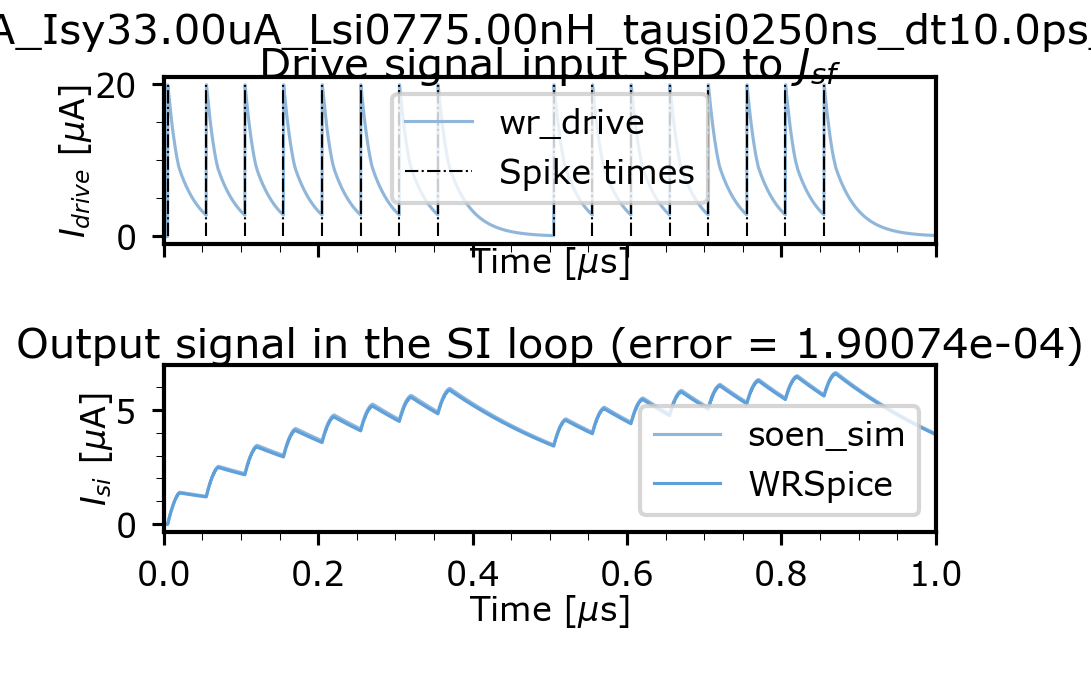 A_Isy33.00uA_Lsi0775.00nH_tausi0250ns_dt10.0ps_
Drive signal input SPD to J_sf
20
0
I_drive [μA]
wr_drive
Spike times
Time [μs]
Output signal in the SI loop (error = 1.90074e-04)
5
0
I_si [μA]
soen_sim
WRSpice
0.0 0.2 0.4 0.6 0.8 1.0
Time [μs]